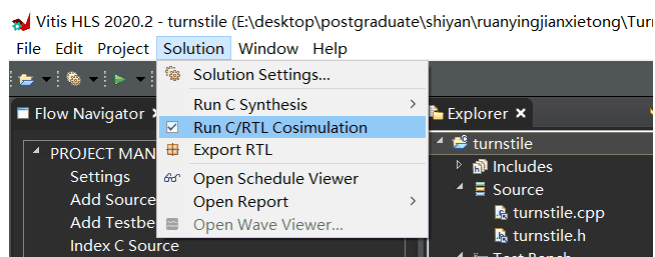 Vitis HLS 2020.2 - turnstile (E:\desktop\postgraduate\shiyan\ruanyingjianxietong\Tur
File Edit Project Solution Window Help
Solution Settings...
Run C Synthesis
Run C/RTL Cosimulation
Export RTL
Open Schedule Viewer
Open Report
Open Wave Viewer...
Flow Navigator
PROJECT MAN
Settings
Add Source
Add Testbe
Index C Source
Explorer
turnstile
Includes
Source
turnstile.cpp
turnstile.h
Test Bench